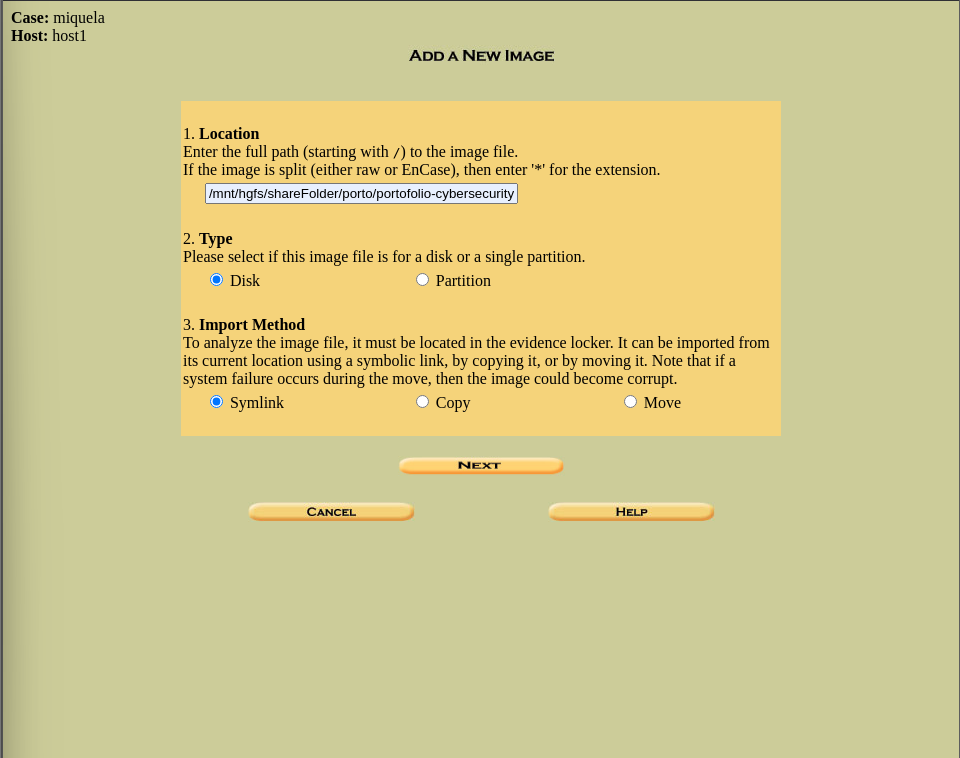 Case: miquela
Host: host1
ADD A NEW IMAGE
1. Location
Enter the full path (starting with /) to the image file.
If the image is split (either raw or EnCase), then enter '*' for the extension.
/mnt/hgfs/shareFolder/porto/portofolio-cybersecurity
2. Type
Please select if this image file is for a disk or a single partition.
Disk Partition
3. Import Method
To analyze the image file, it must be located in the evidence locker. It can be imported from
its current location using a symbolic link, by copying it, or by moving it. Note that if a
system failure occurs during the move, then the image could become corrupt.
Symlink Copy Move
NEXT
CANCEL HELP